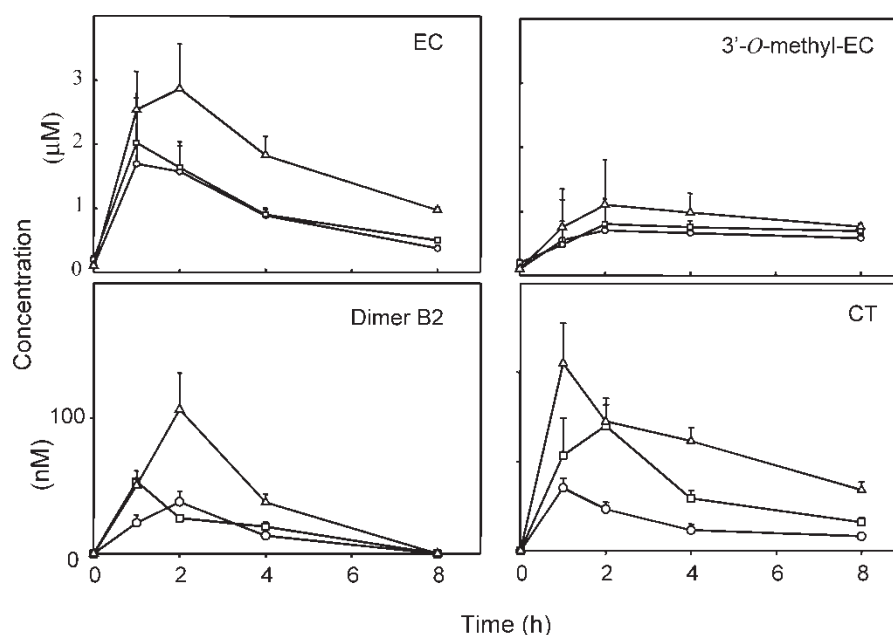 EC
3'-O-methyl-EC
3
2
1
0
(μM)
Concentration
Dimer B2
CT
100
0
(nM)
0 2 4 6 8
0 2 4 6 8
Time (h)